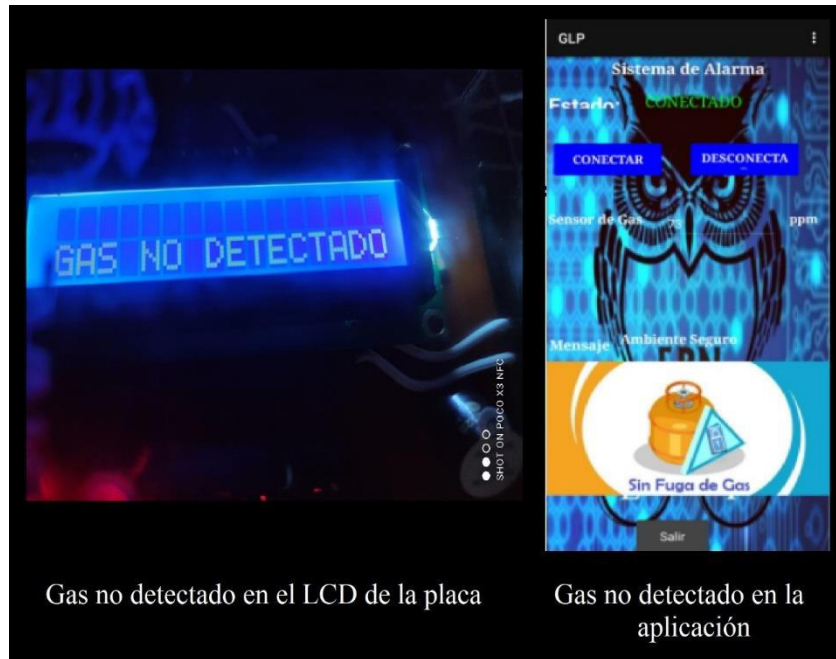 GAS NO DETECTADO
SHOT ON POCO X3 NFC
GLP
Sistema de Alarma
Estado: CONECTADO
CONECTAR DESCONECTA
Sensor de Gas 78 ppm
Mensaje Ambiente Seguro
EPN
Sin Fuga de Gas
Salir
Gas no detectado en el LCD de la placa
Gas no detectado en la
aplicación